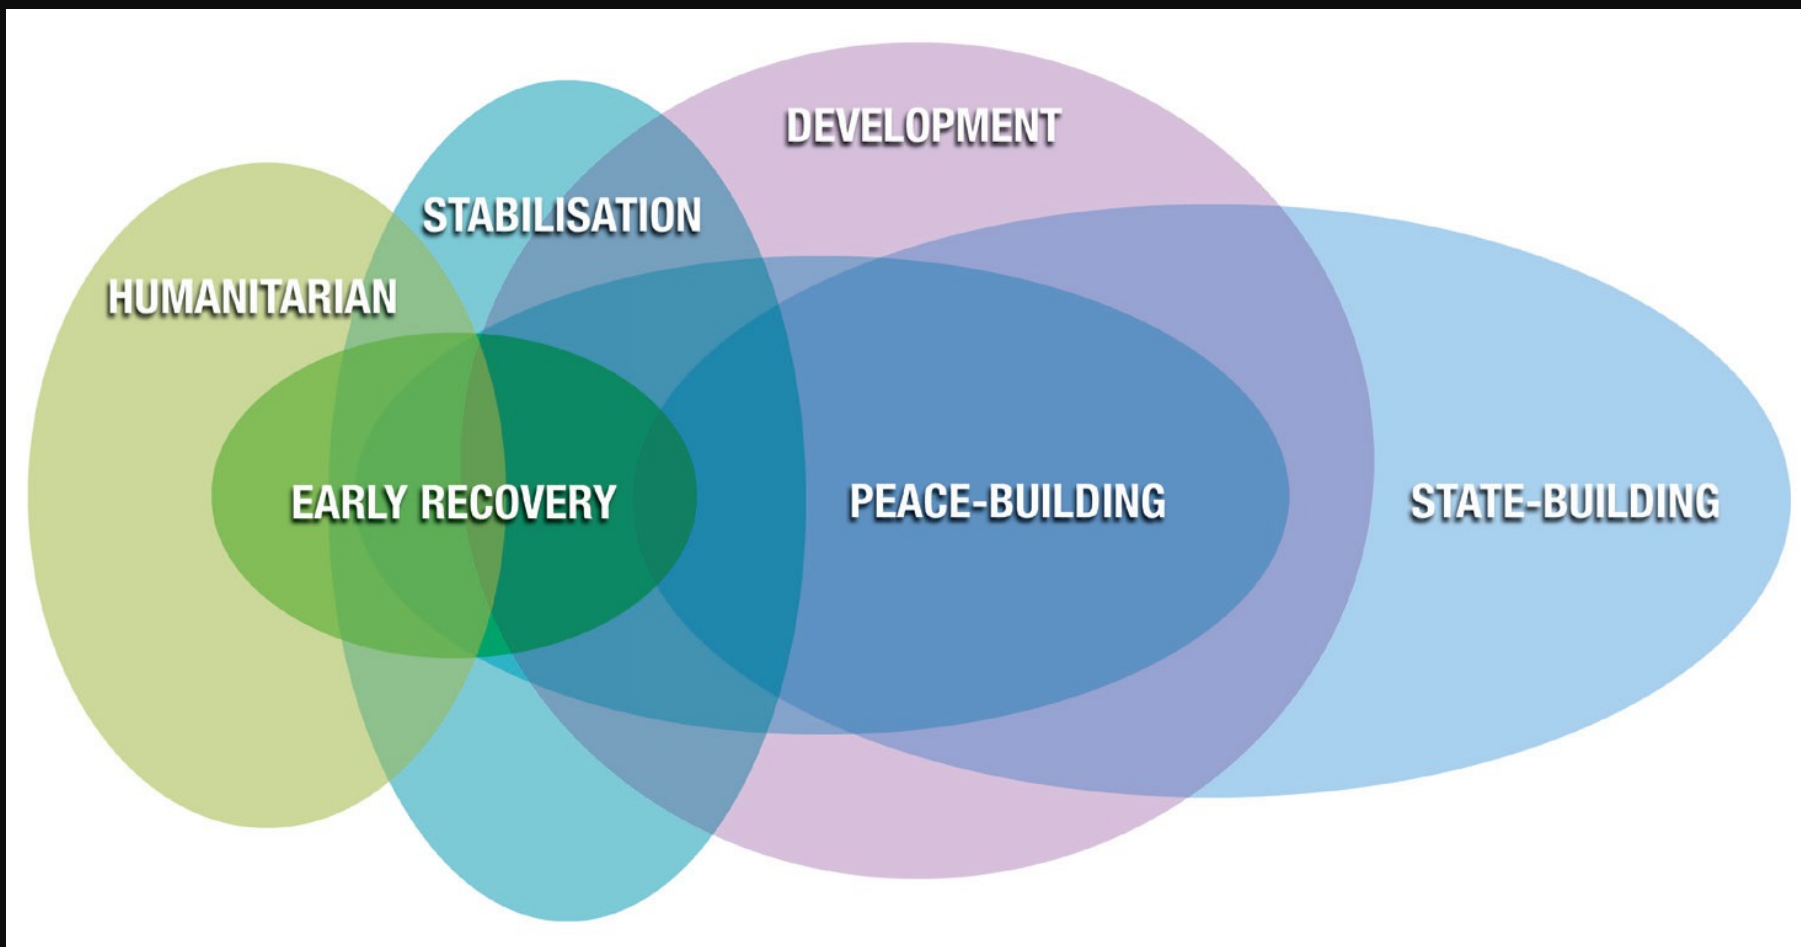 DEVELOPMENT
STABILISATION
HUMANITARIAN
EARLY RECOVERY
PEACE-BUILDING
STATE-BUILDING